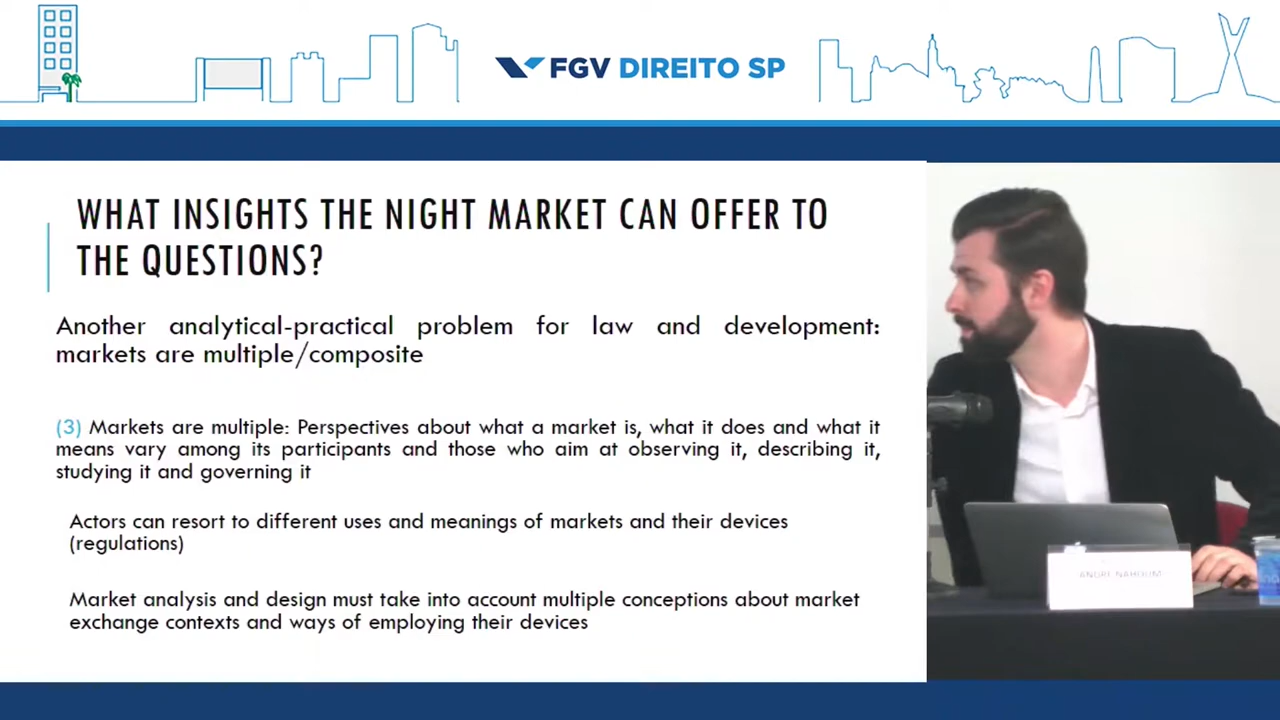 FGV DIREITO SP
WHAT INSIGHTS THE NIGHT MARKET CAN OFFER TO
THE QUESTIONS?
Another analytical-practical problem for law and development:
markets are multiple/composite
(3) Markets are multiple: Perspectives about what a market is, what it does and what it
means vary among its participants and those who aim at observing it, describing it,
studying it and governing it
Actors can resort to different uses and meanings of markets and their devices
(regulations)
Market analysis and design must take into account multiple conceptions about market
exchange contexts and ways of employing their devices
ANDRE NAHOUM